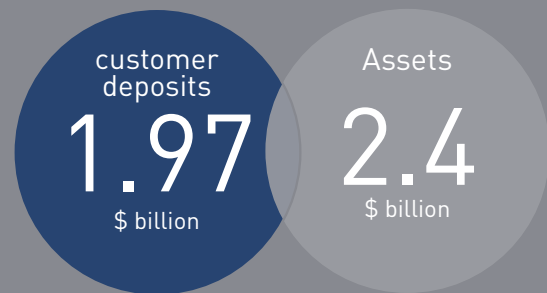 customer
deposits
1.97
$ billion
Assets
2.4
$ billion